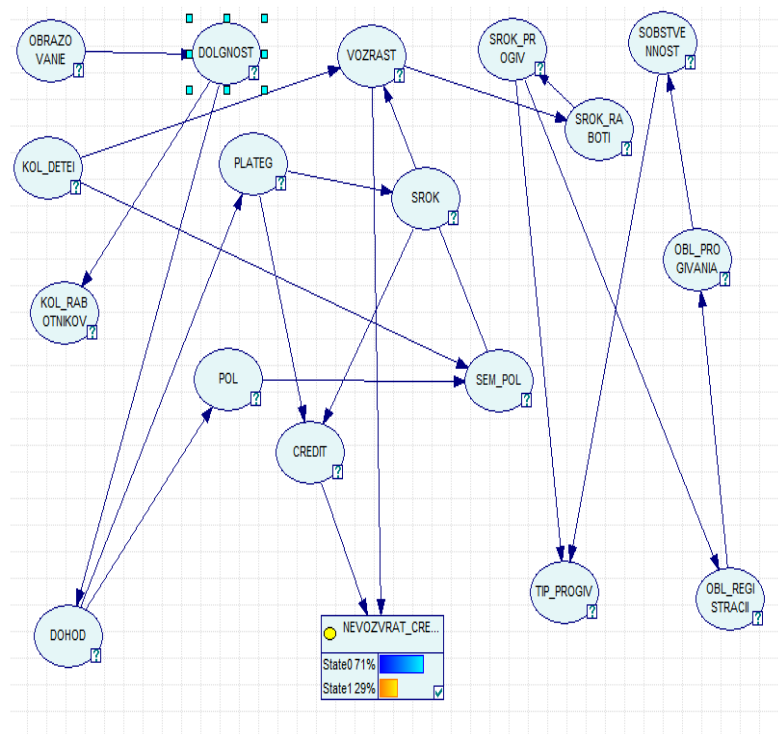 OBRAZO
VANIE
?
DOLGNOST
?
VOZRAST
?
SROK_PR
OGIV
?
SOBSTVE
NNOST
?
SROK_RA
BOTI
?
KOL_DETEI
?
PLATEG
?
SROK
?
OBL_PRO
GIVANIA
?
KOL_RAB
OTNIKOV
?
POL
?
SEM_POL
?
CREDIT
?
TIP_PROGIV
?
OBL_REGI
STRACII
?
DOHOD
?
NEVOZVRAT_CRE...
State0 71%
State1 29%